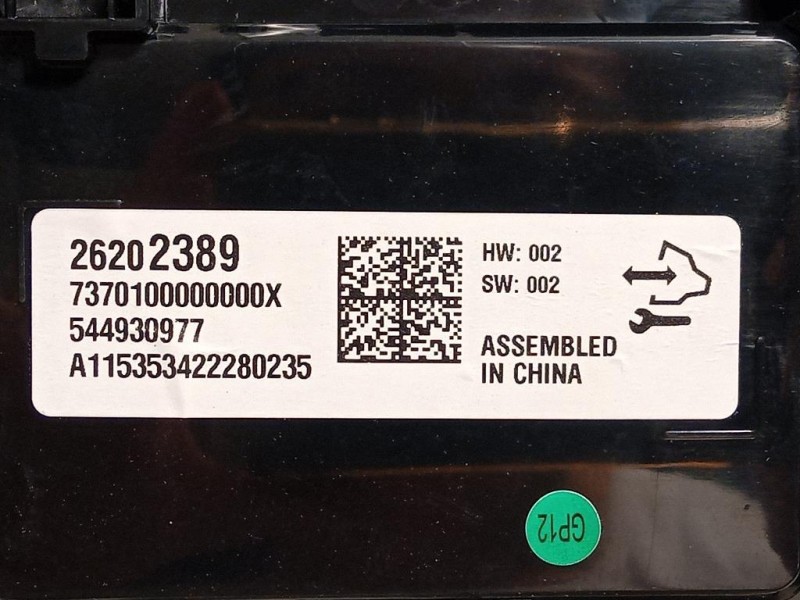 26202389
7370100000000X
544930977
A115353422280235
HW: 002
SW: 002
ASSEMBLED
IN CHINA
GP12